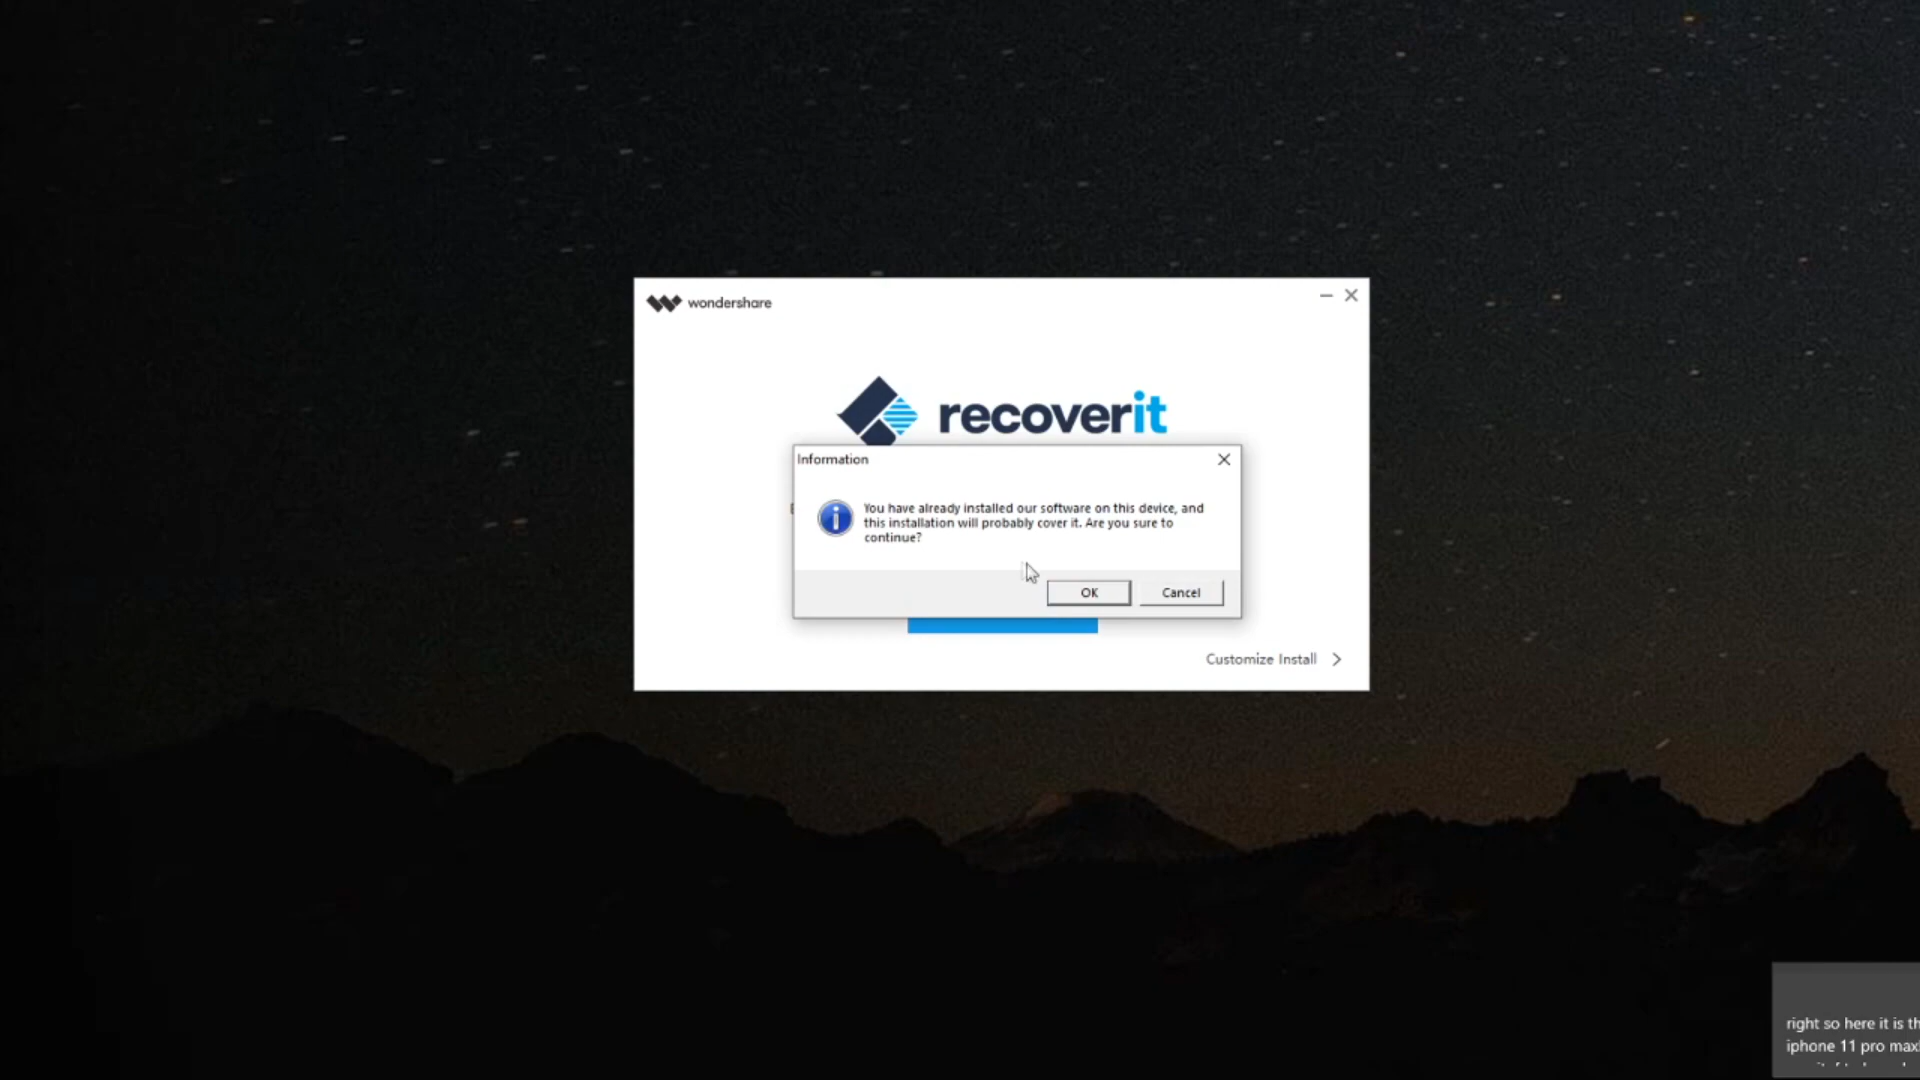 wondershare
recoverit
Information
You have already installed our software on this device, and
this installation will probably cover it. Are you sure to
continue?
OK
Cancel
Customize Install
right so here it is
iphone 11 pro max